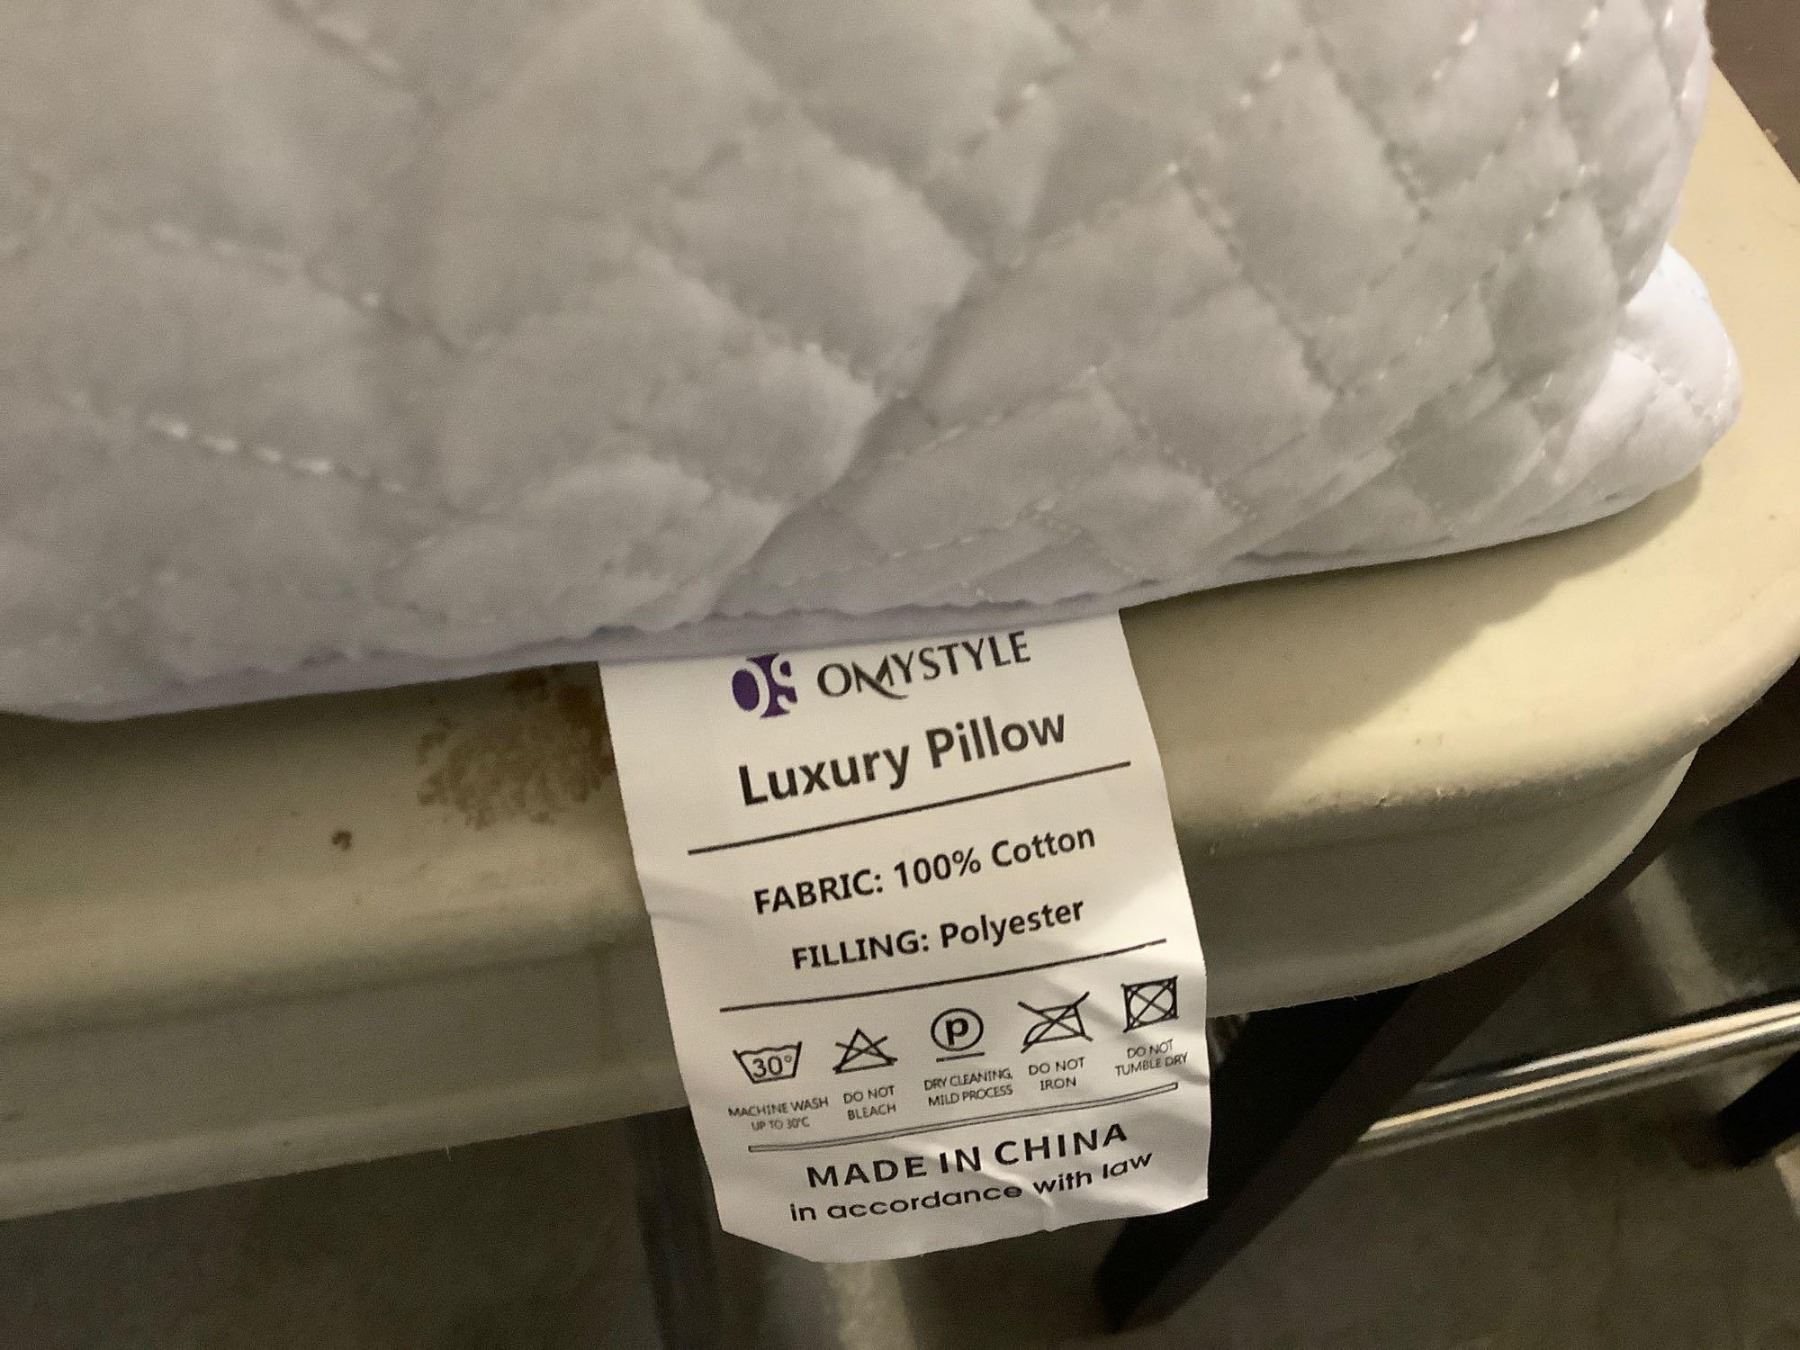 OS OMYSTYLE
Luxury Pillow
FABRIC: 100% Cotton
FILLING: Polyester
30°
MACHINE WASH
UP TO 30°C
DO NOT
BLEACH
P
DRY CLEANING,
MILD PROCESS
DO NOT
IRON
DO NOT
TUMBLE DRY
MADE IN CHINA
in accordance with law